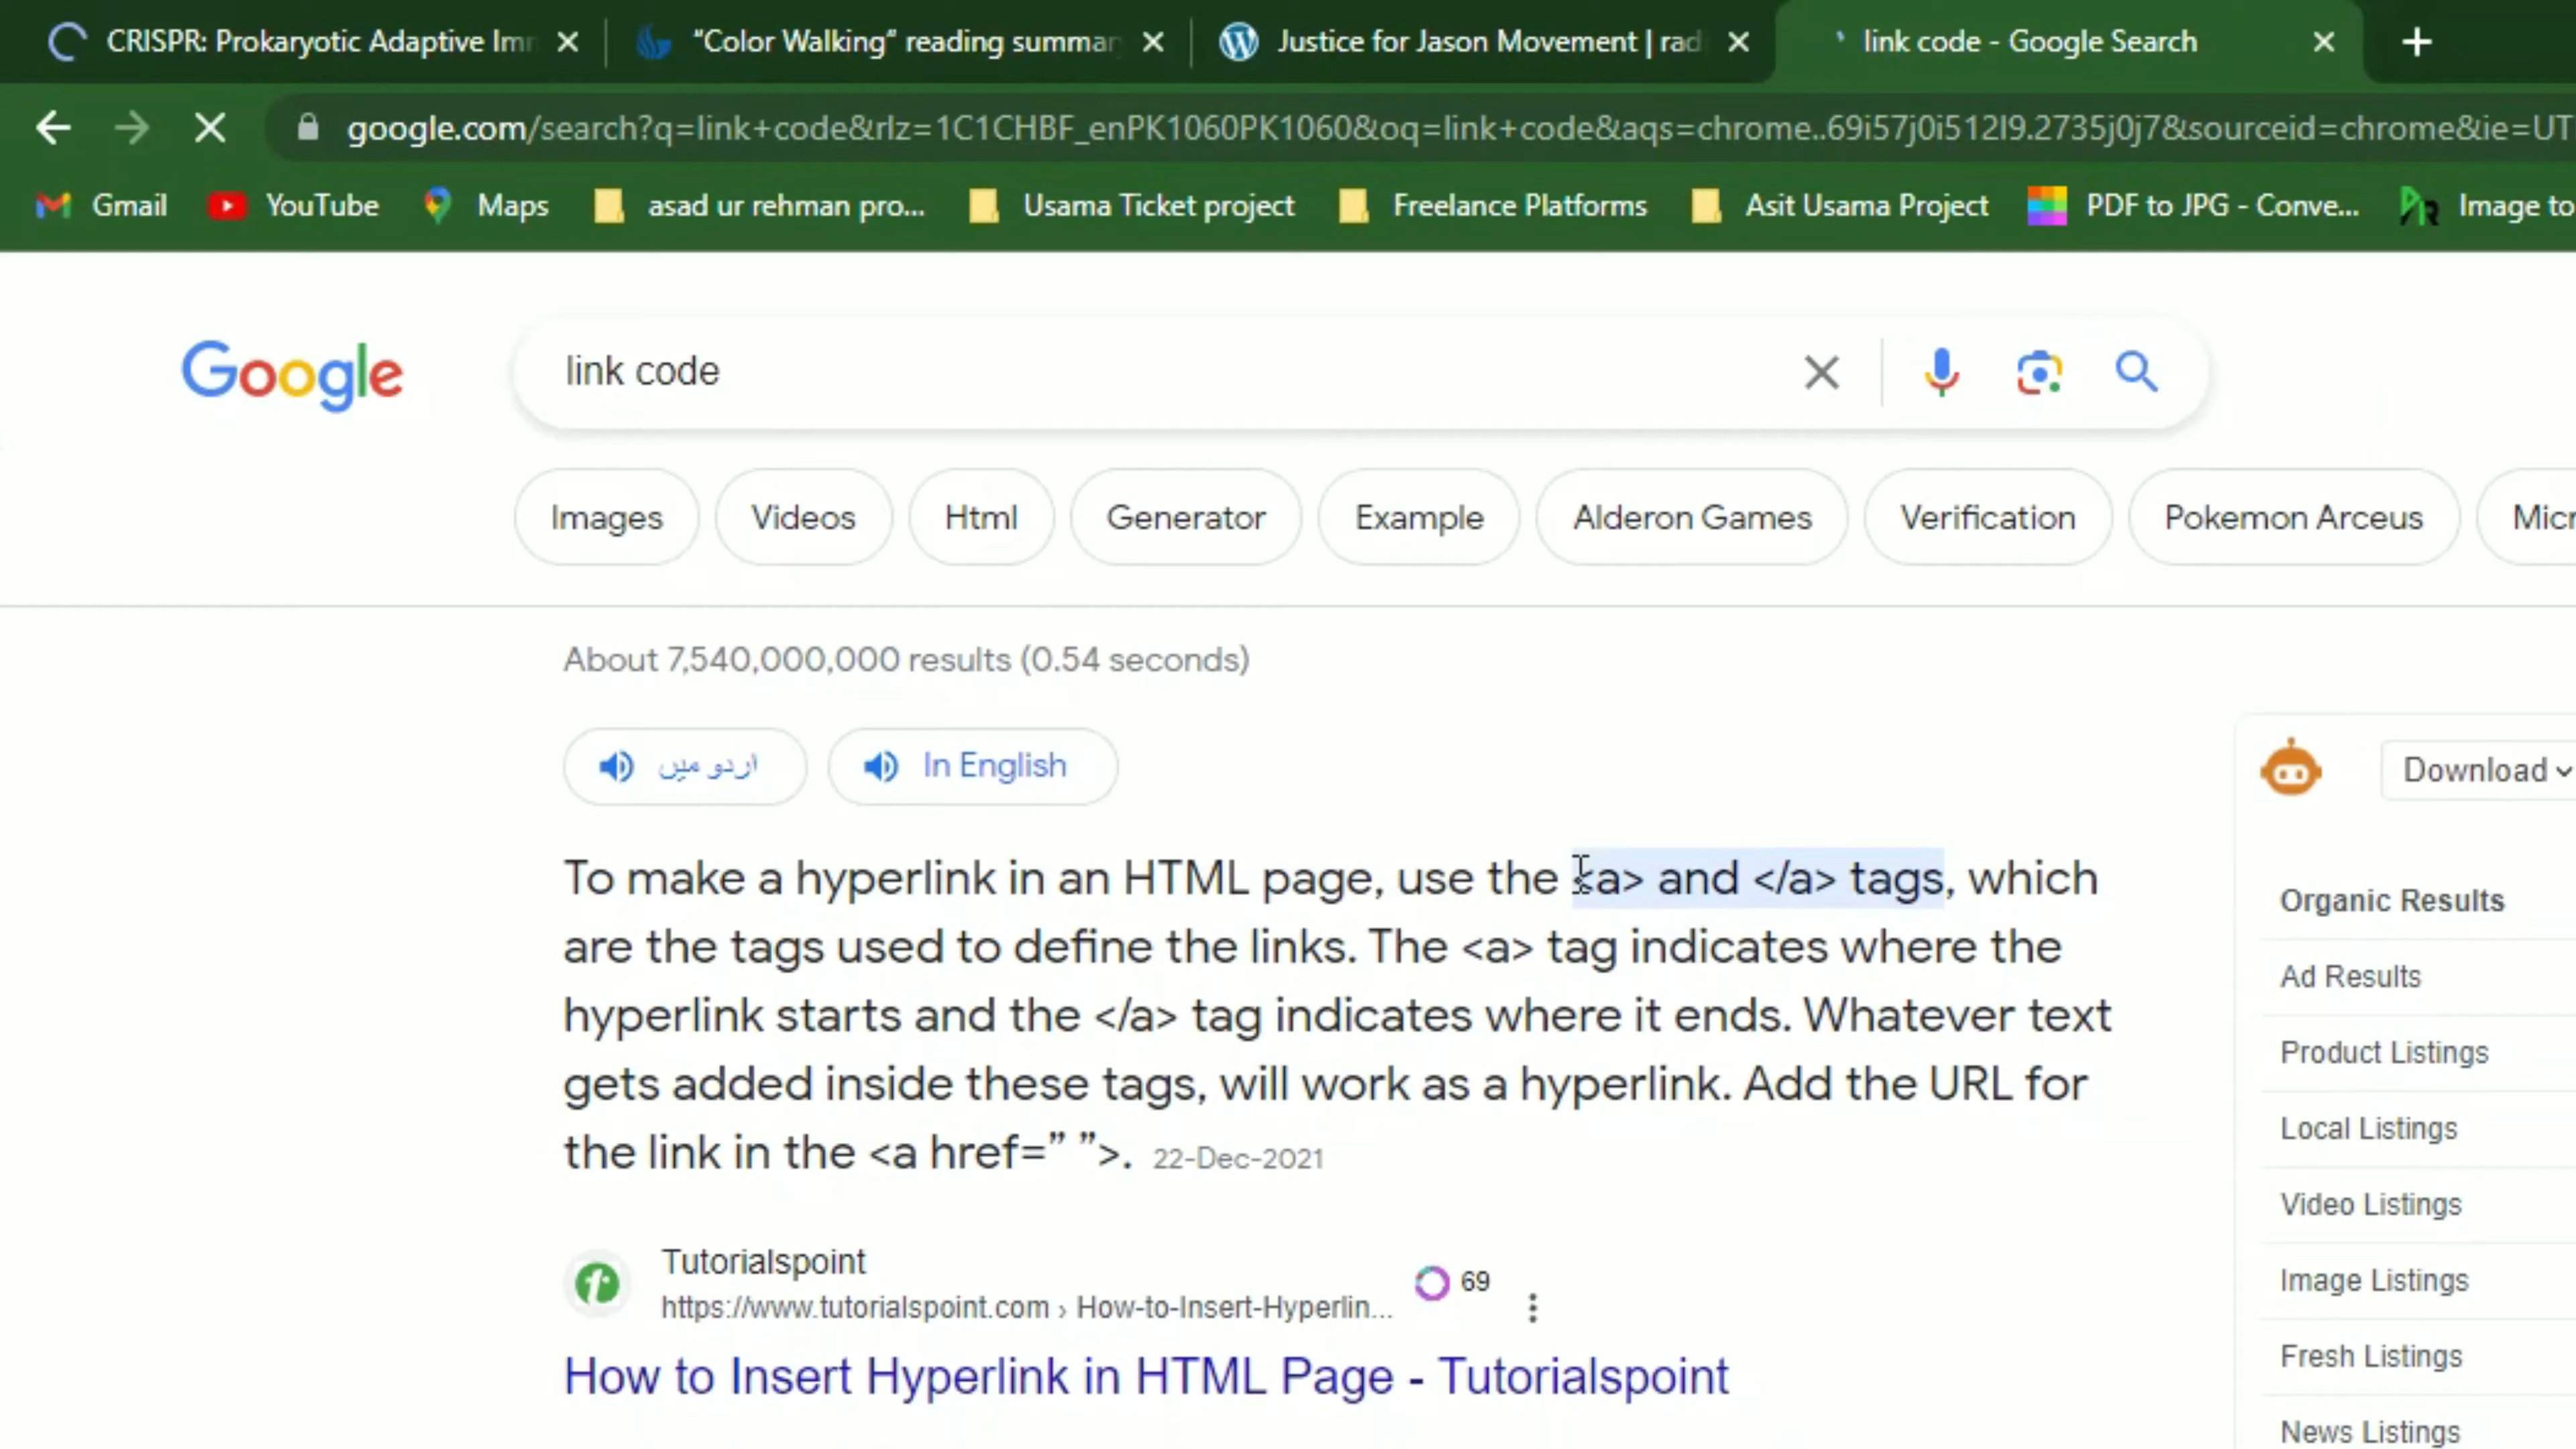 CRISPR: Prokaryotic Adaptive Imr
"Color Walking" reading summar
Justice for Jason Movement | rad
link code - Google Search
google.com/search?q=link+code&rlz=1C1CHBF_enPK1060PK1060&oq=link+code&aqs=chrome..69i57j0i512l9.2735j0j7&sourceid=chrome&ie=UT
Gmail YouTube Maps asad ur rehman pro... Usama Ticket project Freelance Platforms Asit Usama Project PDF to JPG - Conve... Image to
Google
link code
Images Videos Html Generator Example Alderon Games Verification Pokemon Arceus Micr
About 7,540,000,000 results (0.54 seconds)
اردو میں In English
To make a hyperlink in an HTML page, use the <a> and </a> tags, which
are the tags used to define the links. The <a> tag indicates where the
hyperlink starts and the </a> tag indicates where it ends. Whatever text
gets added inside these tags, will work as a hyperlink. Add the URL for
the link in the <a href=” ”>. 22-Dec-2021
Tutorialspoint
https://www.tutorialspoint.com › How-to-Insert-Hyperlin... 69
How to Insert Hyperlink in HTML Page - Tutorialspoint
Download
Organic Results
Ad Results
Product Listings
Local Listings
Video Listings
Image Listings
Fresh Listings
News Listings